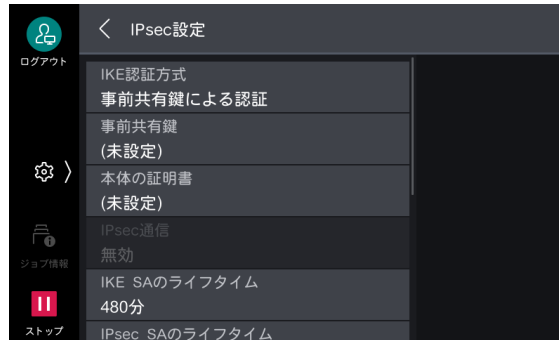 IPsec設定
ログアウト
IKE認証方式
事前共有鍵による認証
事前共有鍵
(未設定)
本体の証明書
(未設定)
IPsec通信
無効
ジョブ情報
IKE SAのライフタイム
480分
ストップ
IPsec SAのライフタイム